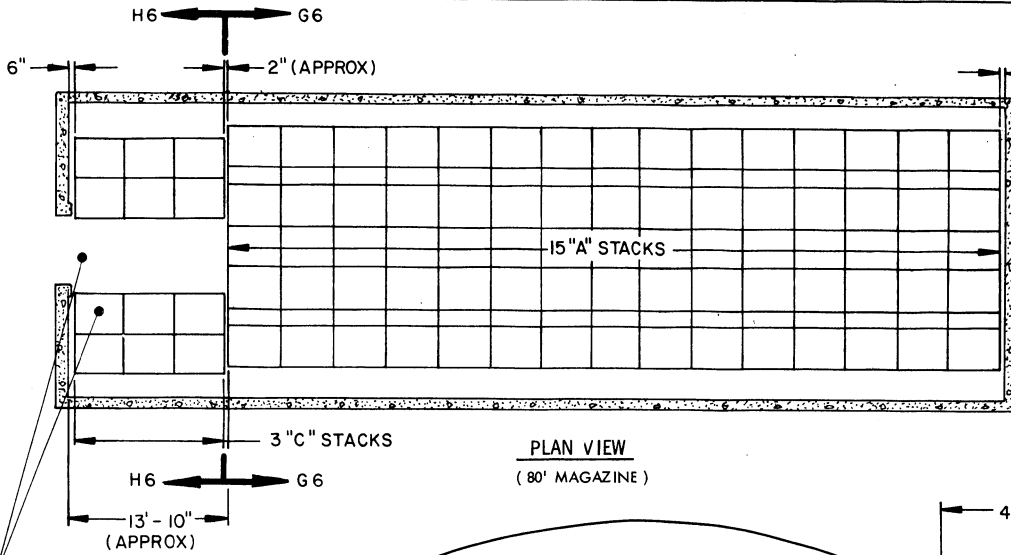 H6 G6
6"
2" (APPROX)
15 "A" STACKS
3 "C" STACKS
PLAN VIEW
( 80' MAGAZINE )
H6 G6
13' - 10"
(APPROX)
4